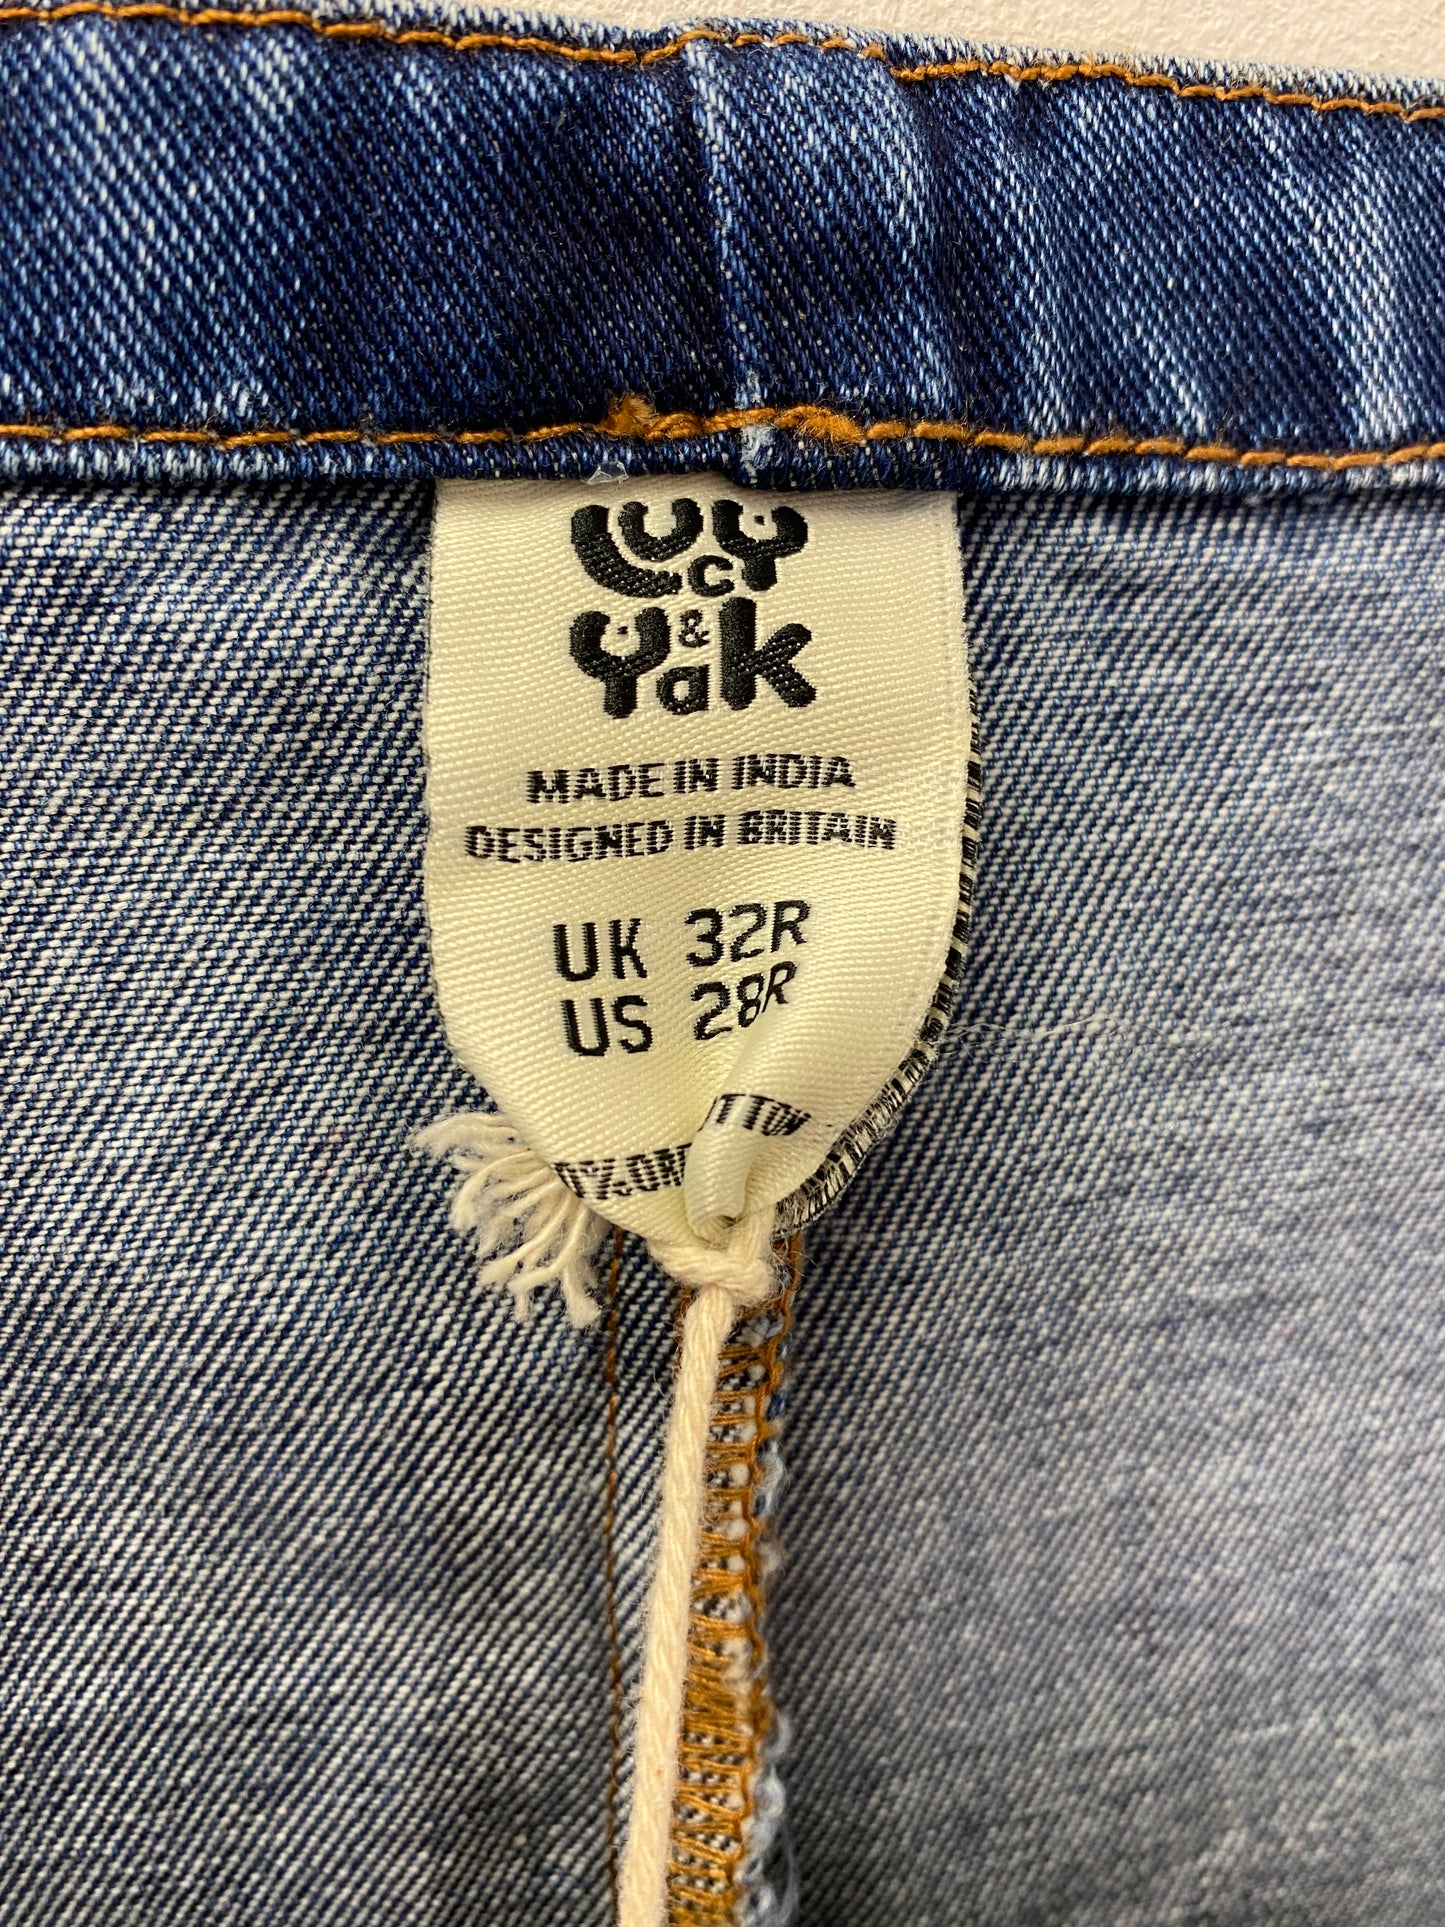 Lucy
& Yak
MADE IN INDIA
DESIGNED IN BRITAIN
UK 32R
US 28R